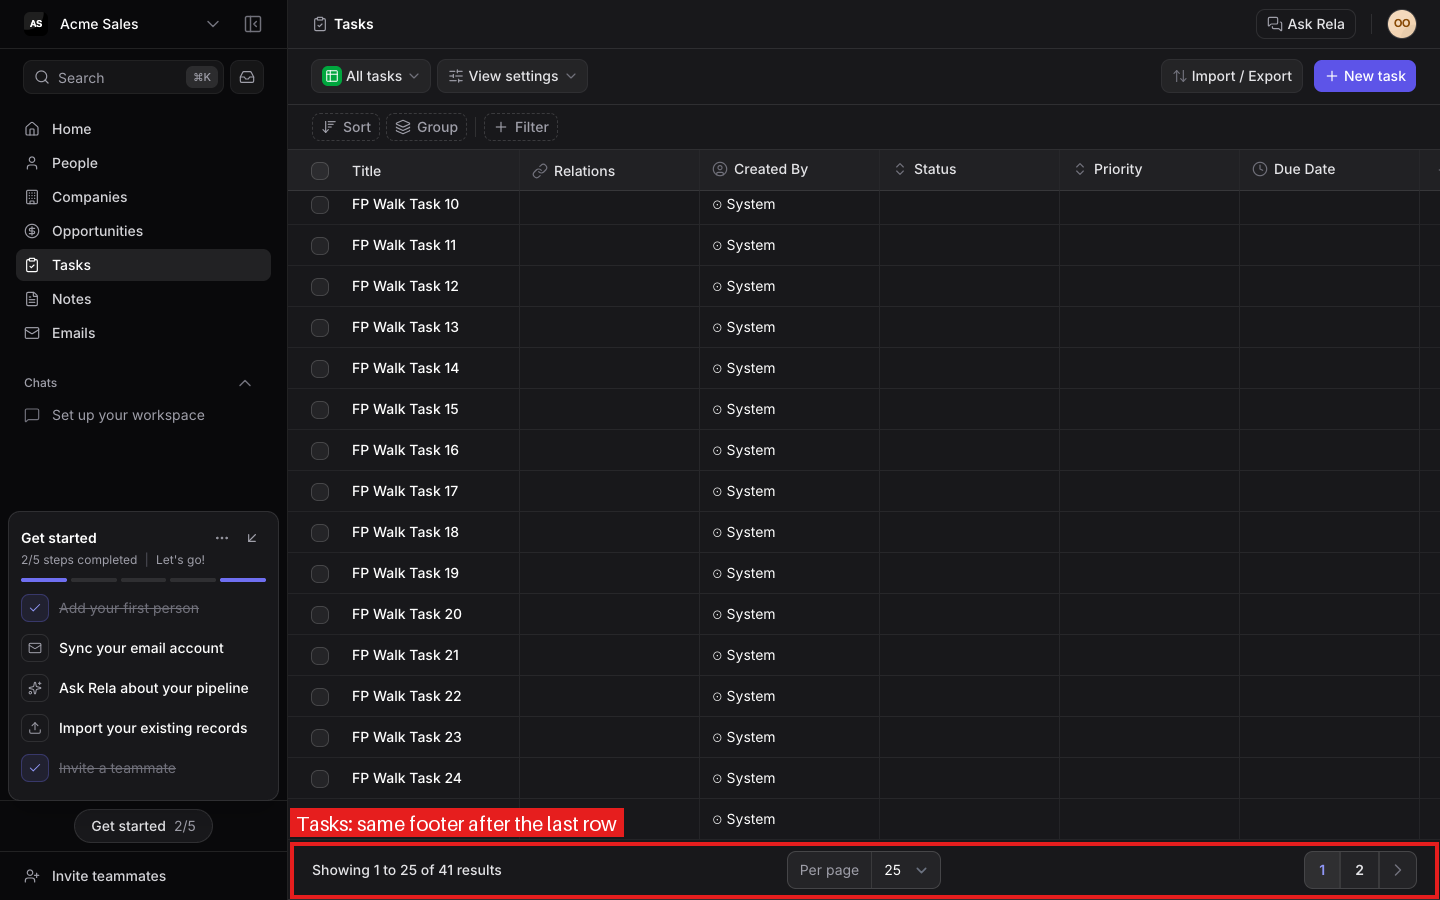 AS Acme Sales
Tasks
Ask Rela
OO
Search ⌘K
All tasks
View settings
Import / Export
+ New task
Sort
Group
+ Filter
Home
People
Companies
Opportunities
Tasks
Notes
Emails
Chats
Set up your workspace
Get started
2/5 steps completed | Let's go!
Add your first person
Sync your email account
Ask Rela about your pipeline
Import your existing records
Invite a teammate
Get started 2/5
Invite teammates
Title Relations Created By Status Priority Due Date
FP Walk Task 10 System
FP Walk Task 11 System
FP Walk Task 12 System
FP Walk Task 13 System
FP Walk Task 14 System
FP Walk Task 15 System
FP Walk Task 16 System
FP Walk Task 17 System
FP Walk Task 18 System
FP Walk Task 19 System
FP Walk Task 20 System
FP Walk Task 21 System
FP Walk Task 22 System
FP Walk Task 23 System
FP Walk Task 24 System
Tasks: same footer after the last row
System
Showing 1 to 25 of 41 results
Per page 25
1 2